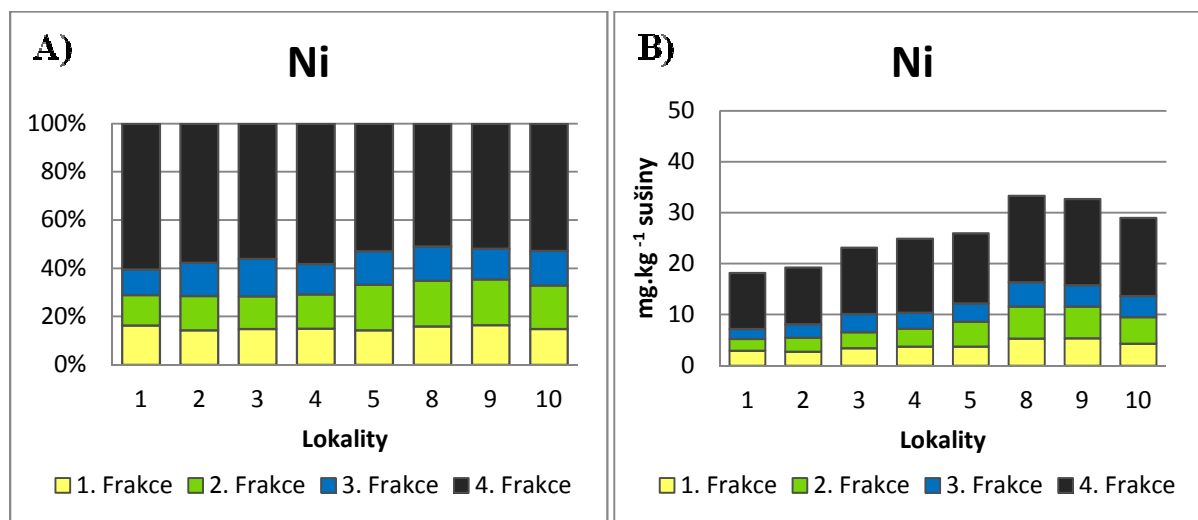 A)
Ni
100%
80%
60%
40%
20%
0%
1 2 3 4 5 8 9 10
Lokality
1. Frakce 2. Frakce 3. Frakce 4. Frakce
B)
Ni
mg.kg -1 sušiny
50
40
30
20
10
0
1 2 3 4 5 8 9 10
Lokality
1. Frakce 2. Frakce 3. Frakce 4. Frakce